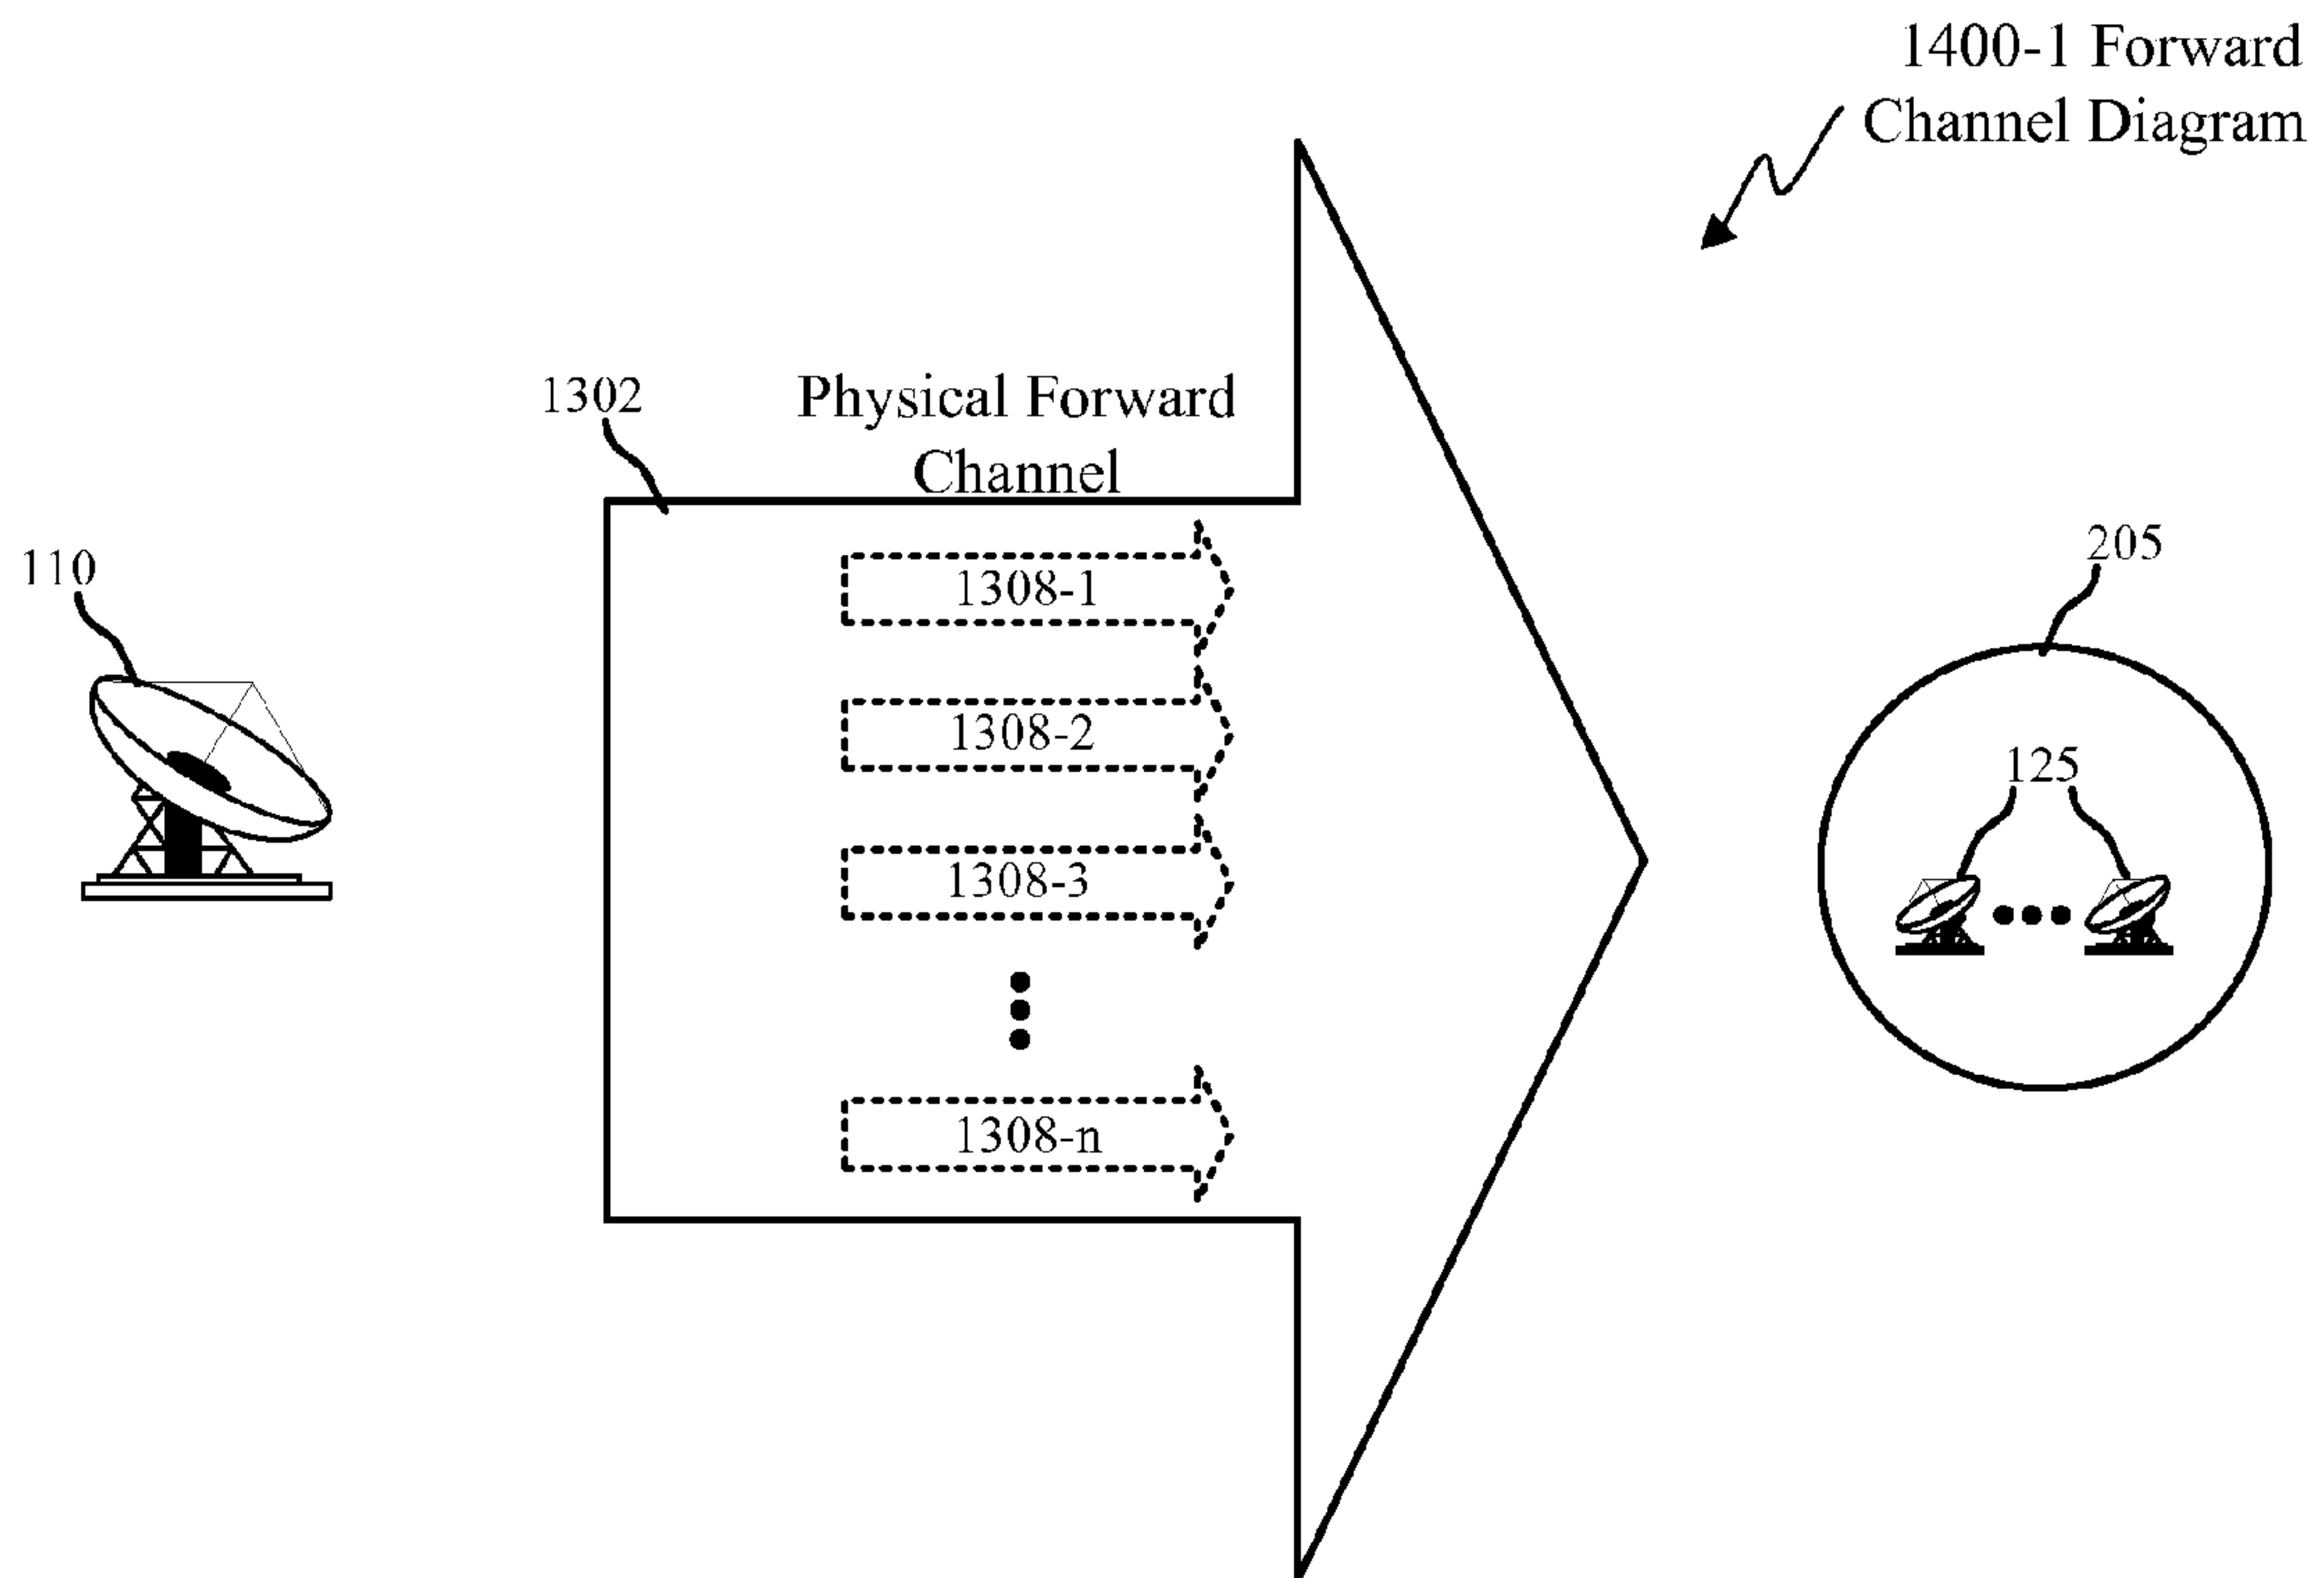 1400-1 Forward
Channel Diagram
1302
Physical Forward
Channel
110
1308-1
205
1308-2
125
1308-3
1308-n